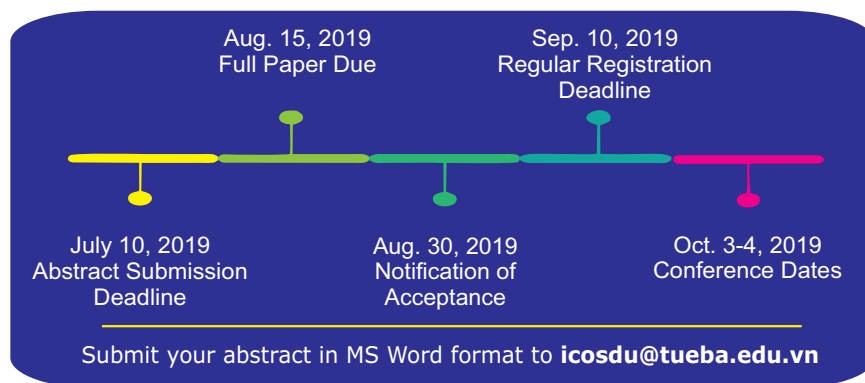 Aug. 15, 2019
Full Paper Due
Sep. 10, 2019
Regular Registration
Deadline
July 10, 2019
Abstract Submission
Deadline
Aug. 30, 2019
Notification of
Acceptance
Oct. 3-4, 2019
Conference Dates
Submit your abstract in MS Word format to icosdu@tueba.edu.vn